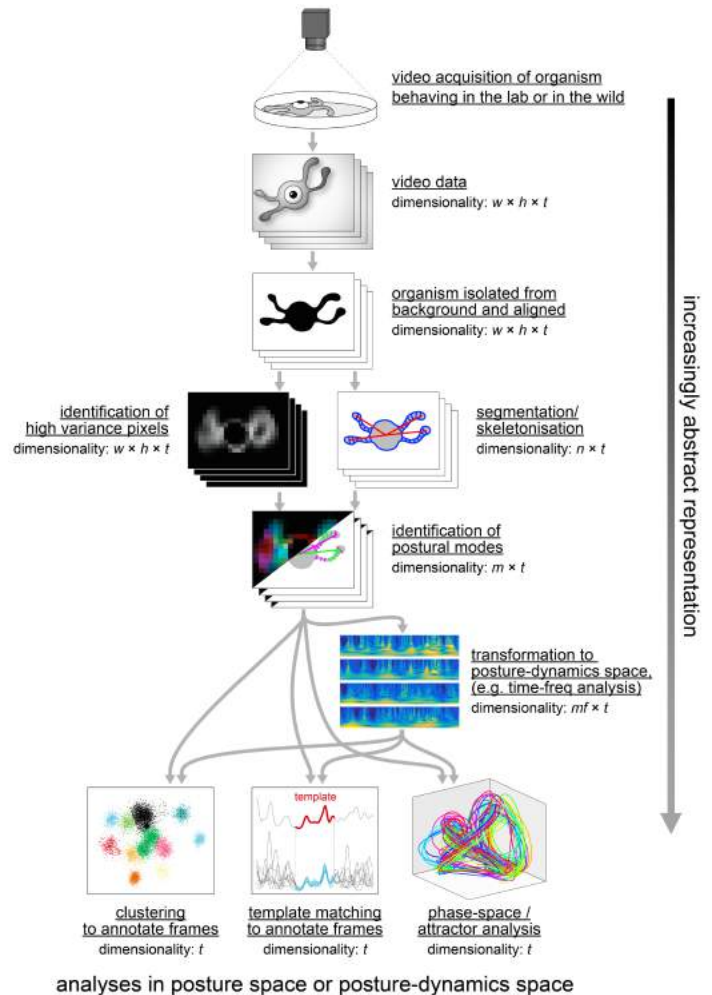 video acquisition of organism
behaving in the lab or in the wild
video data
dimensionality: w × h × t
organism isolated from
background and aligned
dimensionality: w × h × t
identification of
high variance pixels
dimensionality: w × h × t
segmentation/
skeletonisation
dimensionality: n × t
identification of
postural modes
dimensionality: m × t
transformation to
posture-dynamics space,
(e.g. time-freq analysis)
dimensionality: mf × t
increasingly abstract representation
template
clustering
to annotate frames
dimensionality: t
template matching
to annotate frames
dimensionality: t
phase-space /
attractor analysis
dimensionality: t
analyses in posture space or posture-dynamics space